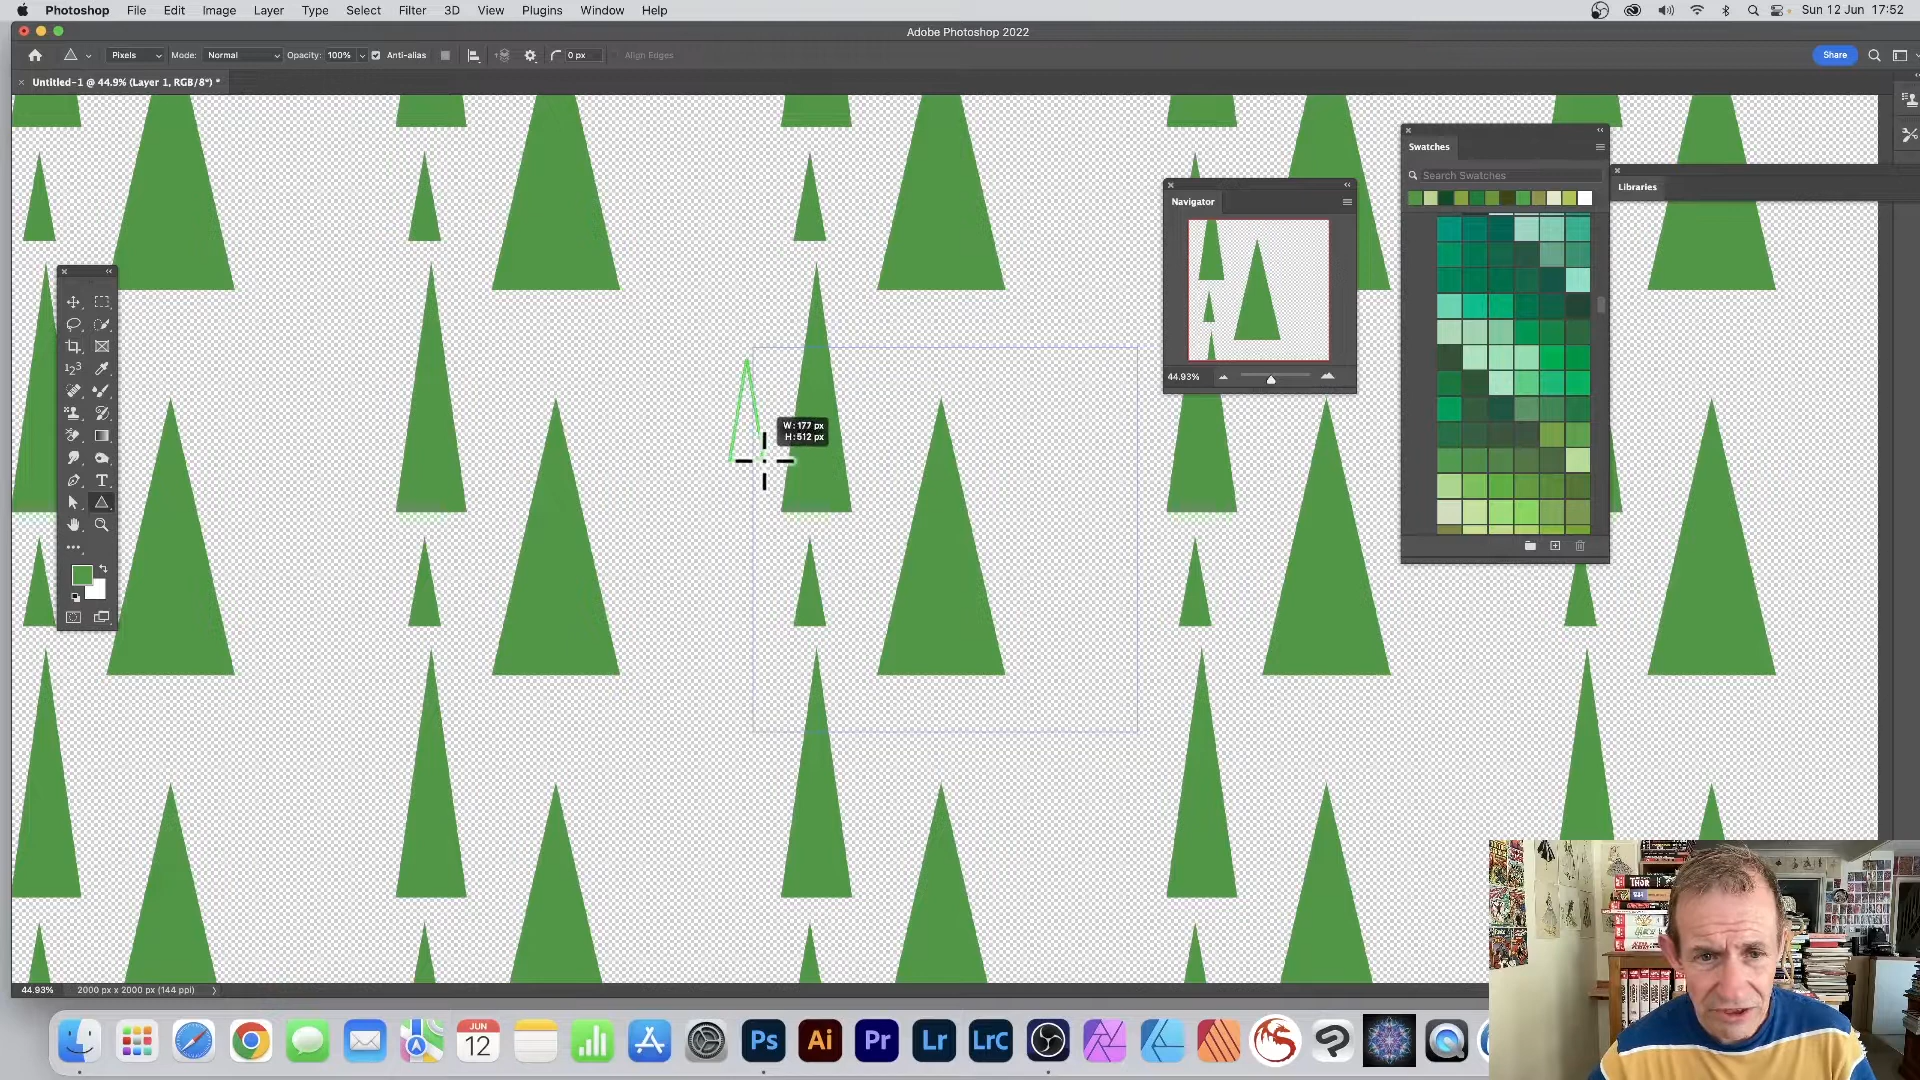 Photoshop File Edit Image Layer Type Select Filter 3D View Plugins Window Help
Sun 12 Jun 17:52
Adobe Photoshop 2022
Pixels Mode: Normal Opacity: 100% Anti-alias 0 px Align Edges Share
Untitled-1 @ 44.9% (Layer 1, RGB/8*) *
Swatches
Search Swatches
Libraries
Navigator
44.93%
W: 177 px
H: 512 px
123
T
44.93% 2000 px x 2000 px (144 ppi)
THOR
JUN
12
Ps Ai Pr Lr LrC